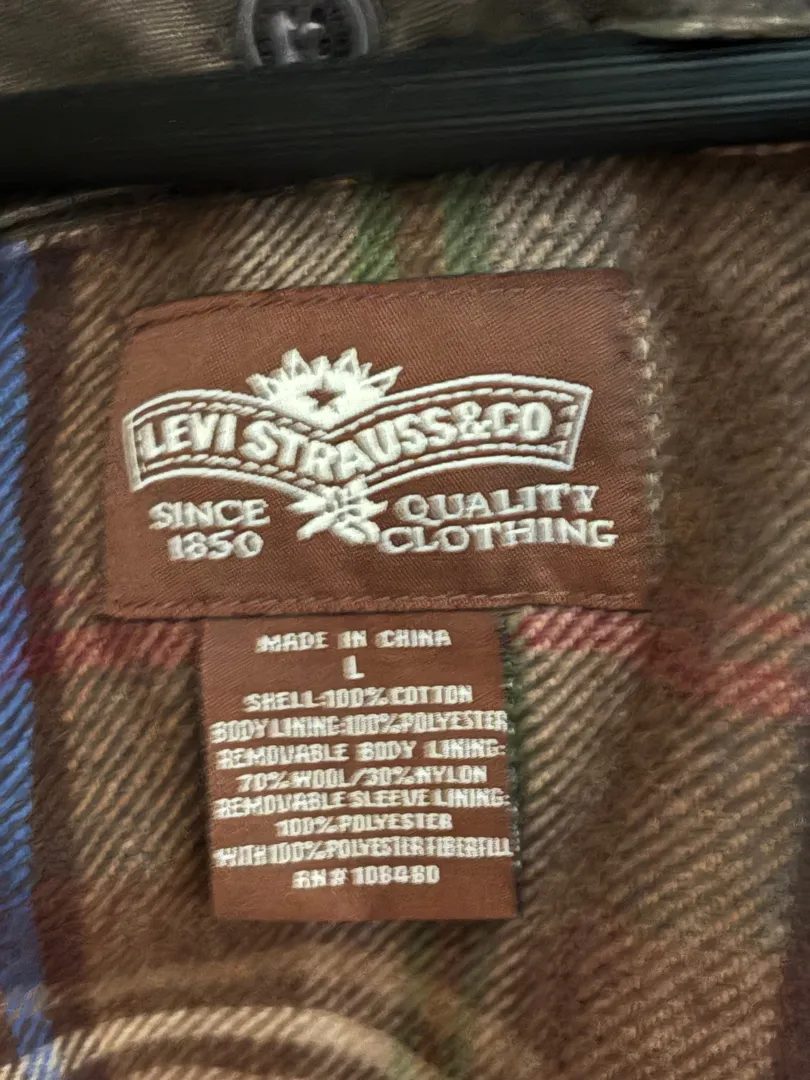 LEVI STRAUSS & CO
SINCE
1850
QUALITY
CLOTHING
MADE IN CHINA
L
SHELL-100% COTTON
BODY LINING-100% POLYESTER
REMOVABLE BODY LINING:
70% WOOL/30% NYLON
REMOVABLE SLEEVE LINING:
100% POLYESTER
WITH 100% POLYESTER FIBERFILL
RN #